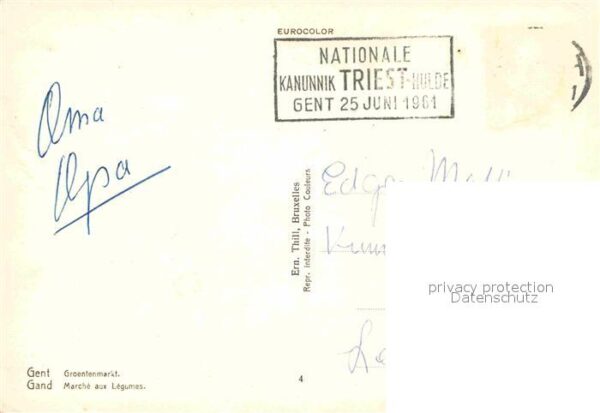 EUROCOLOR
NATIONALE
KANUNNIK TRIEST-HULDE
GENT 25 JUNI 1961
Oma
Opa
Ern. Thill, Bruxelles
Repr. interdite - Photo Couleurs
privacy protection
Datenschutz
Gent Groentenmarkt.
Gand Marché aux Légumes.
4